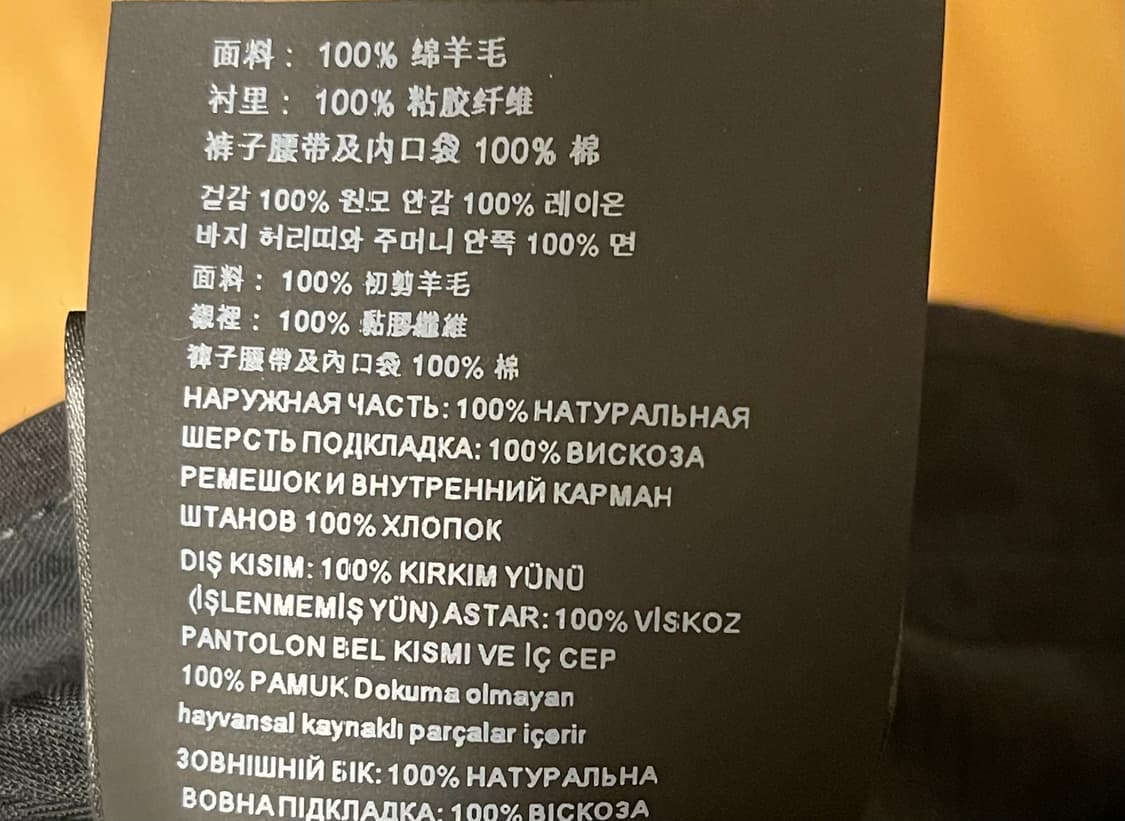 面料： 100% 绵羊毛
衬里： 100% 粘胶纤维
裤子腰带及内口袋 100% 棉
겉감 100% 원모 안감 100% 레이온
바지 허리띠와 주머니 안쪽 100% 면
面料： 100% 初剪羊毛
襯裡： 100% 黏膠纖維
褲子腰帶及內口袋 100% 棉
НАРУЖНАЯ ЧАСТЬ: 100% НАТУРАЛЬНАЯ
ШЕРСТЬ ПОДКЛАДКА: 100% ВИСКОЗА
РЕМЕШОК И ВНУТРЕННИЙ КАРМАН
ШТАНОВ 100% ХЛОПОК
DIŞ KISIM: 100% KIRKIM YÜNÜ
(İŞLENMEMİŞ YÜN) ASTAR: 100% VİSKOZ
PANTOLON BEL KISMI VE İÇ CEP
100% PAMUK Dokuma olmayan
hayvansal kaynaklı parçalar içerir
ЗОВНІШНІЙ БІК: 100% НАТУРАЛЬНА
ВОВНА ПІДКЛАДКА: 100% ВІСКОЗА